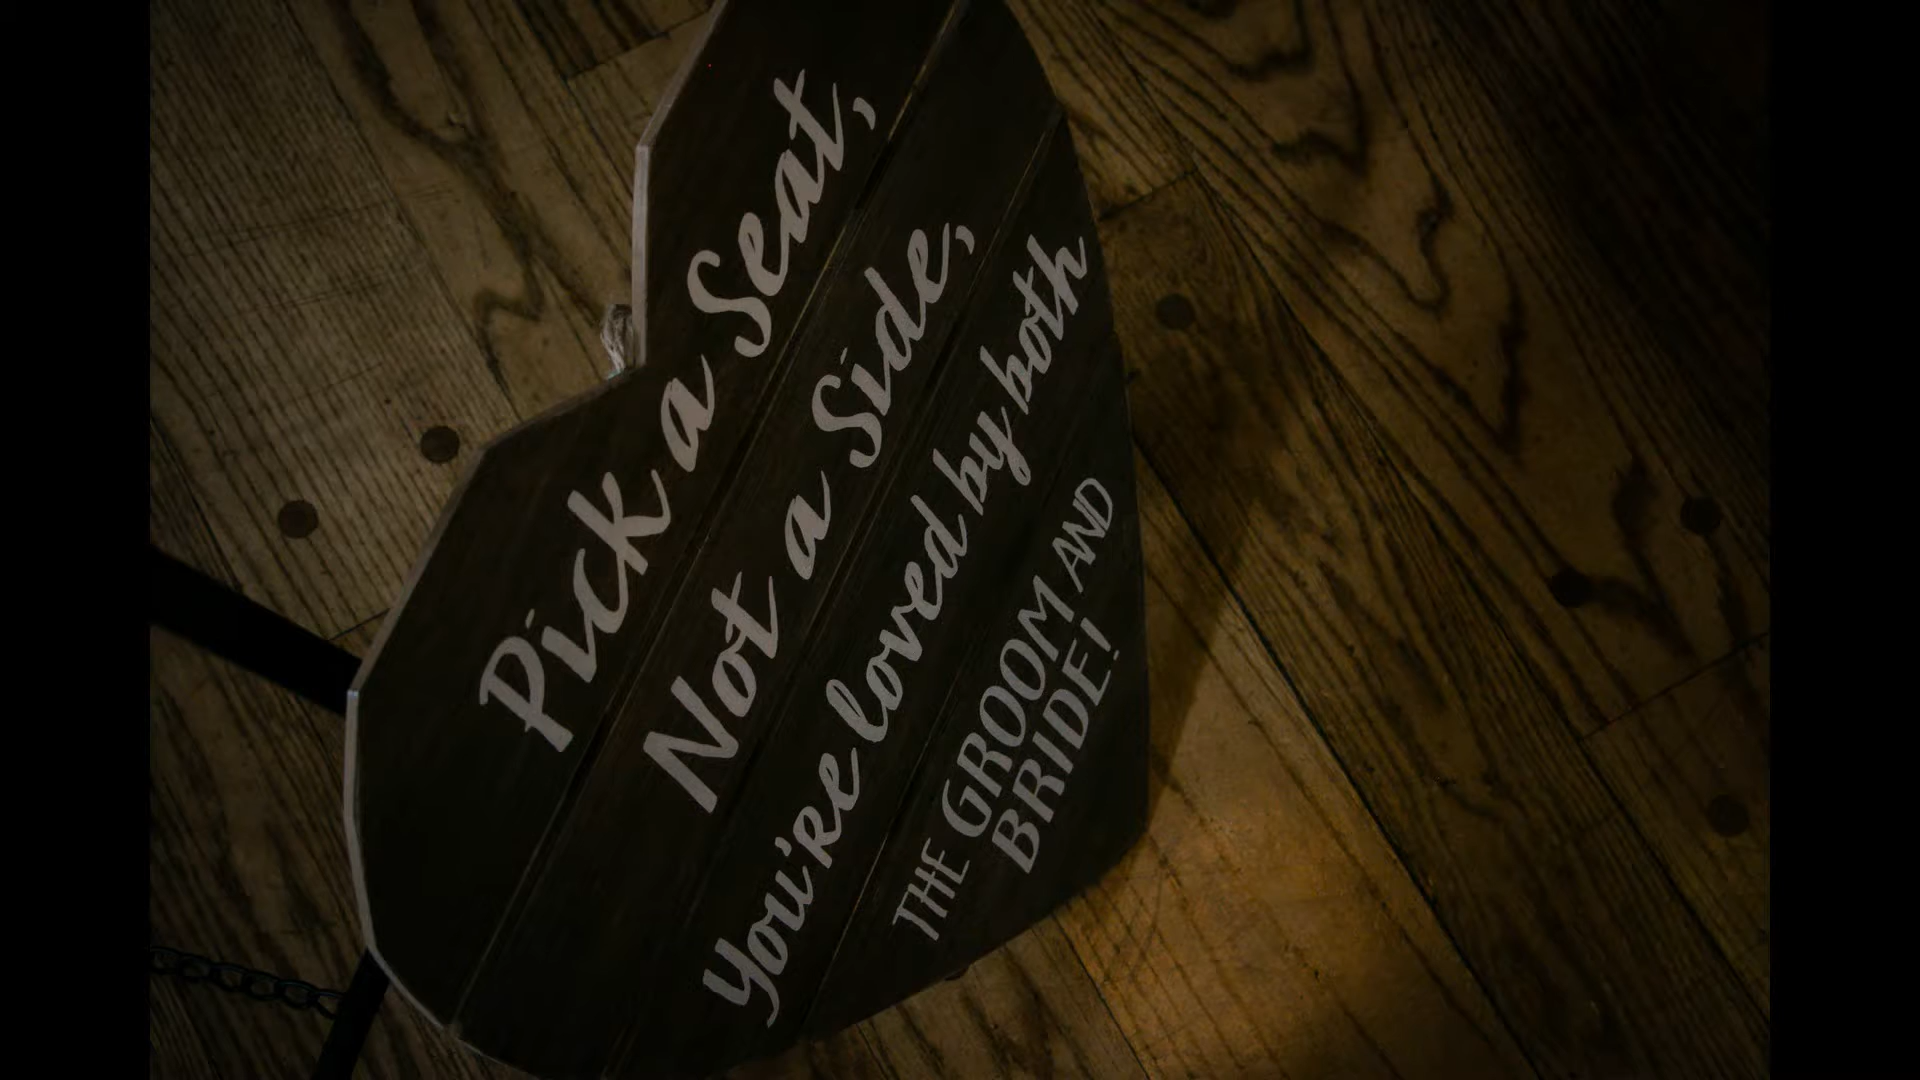 Pick a Seat,
Not a Side,
You're loved by both
THE GROOM AND
BRIDE!